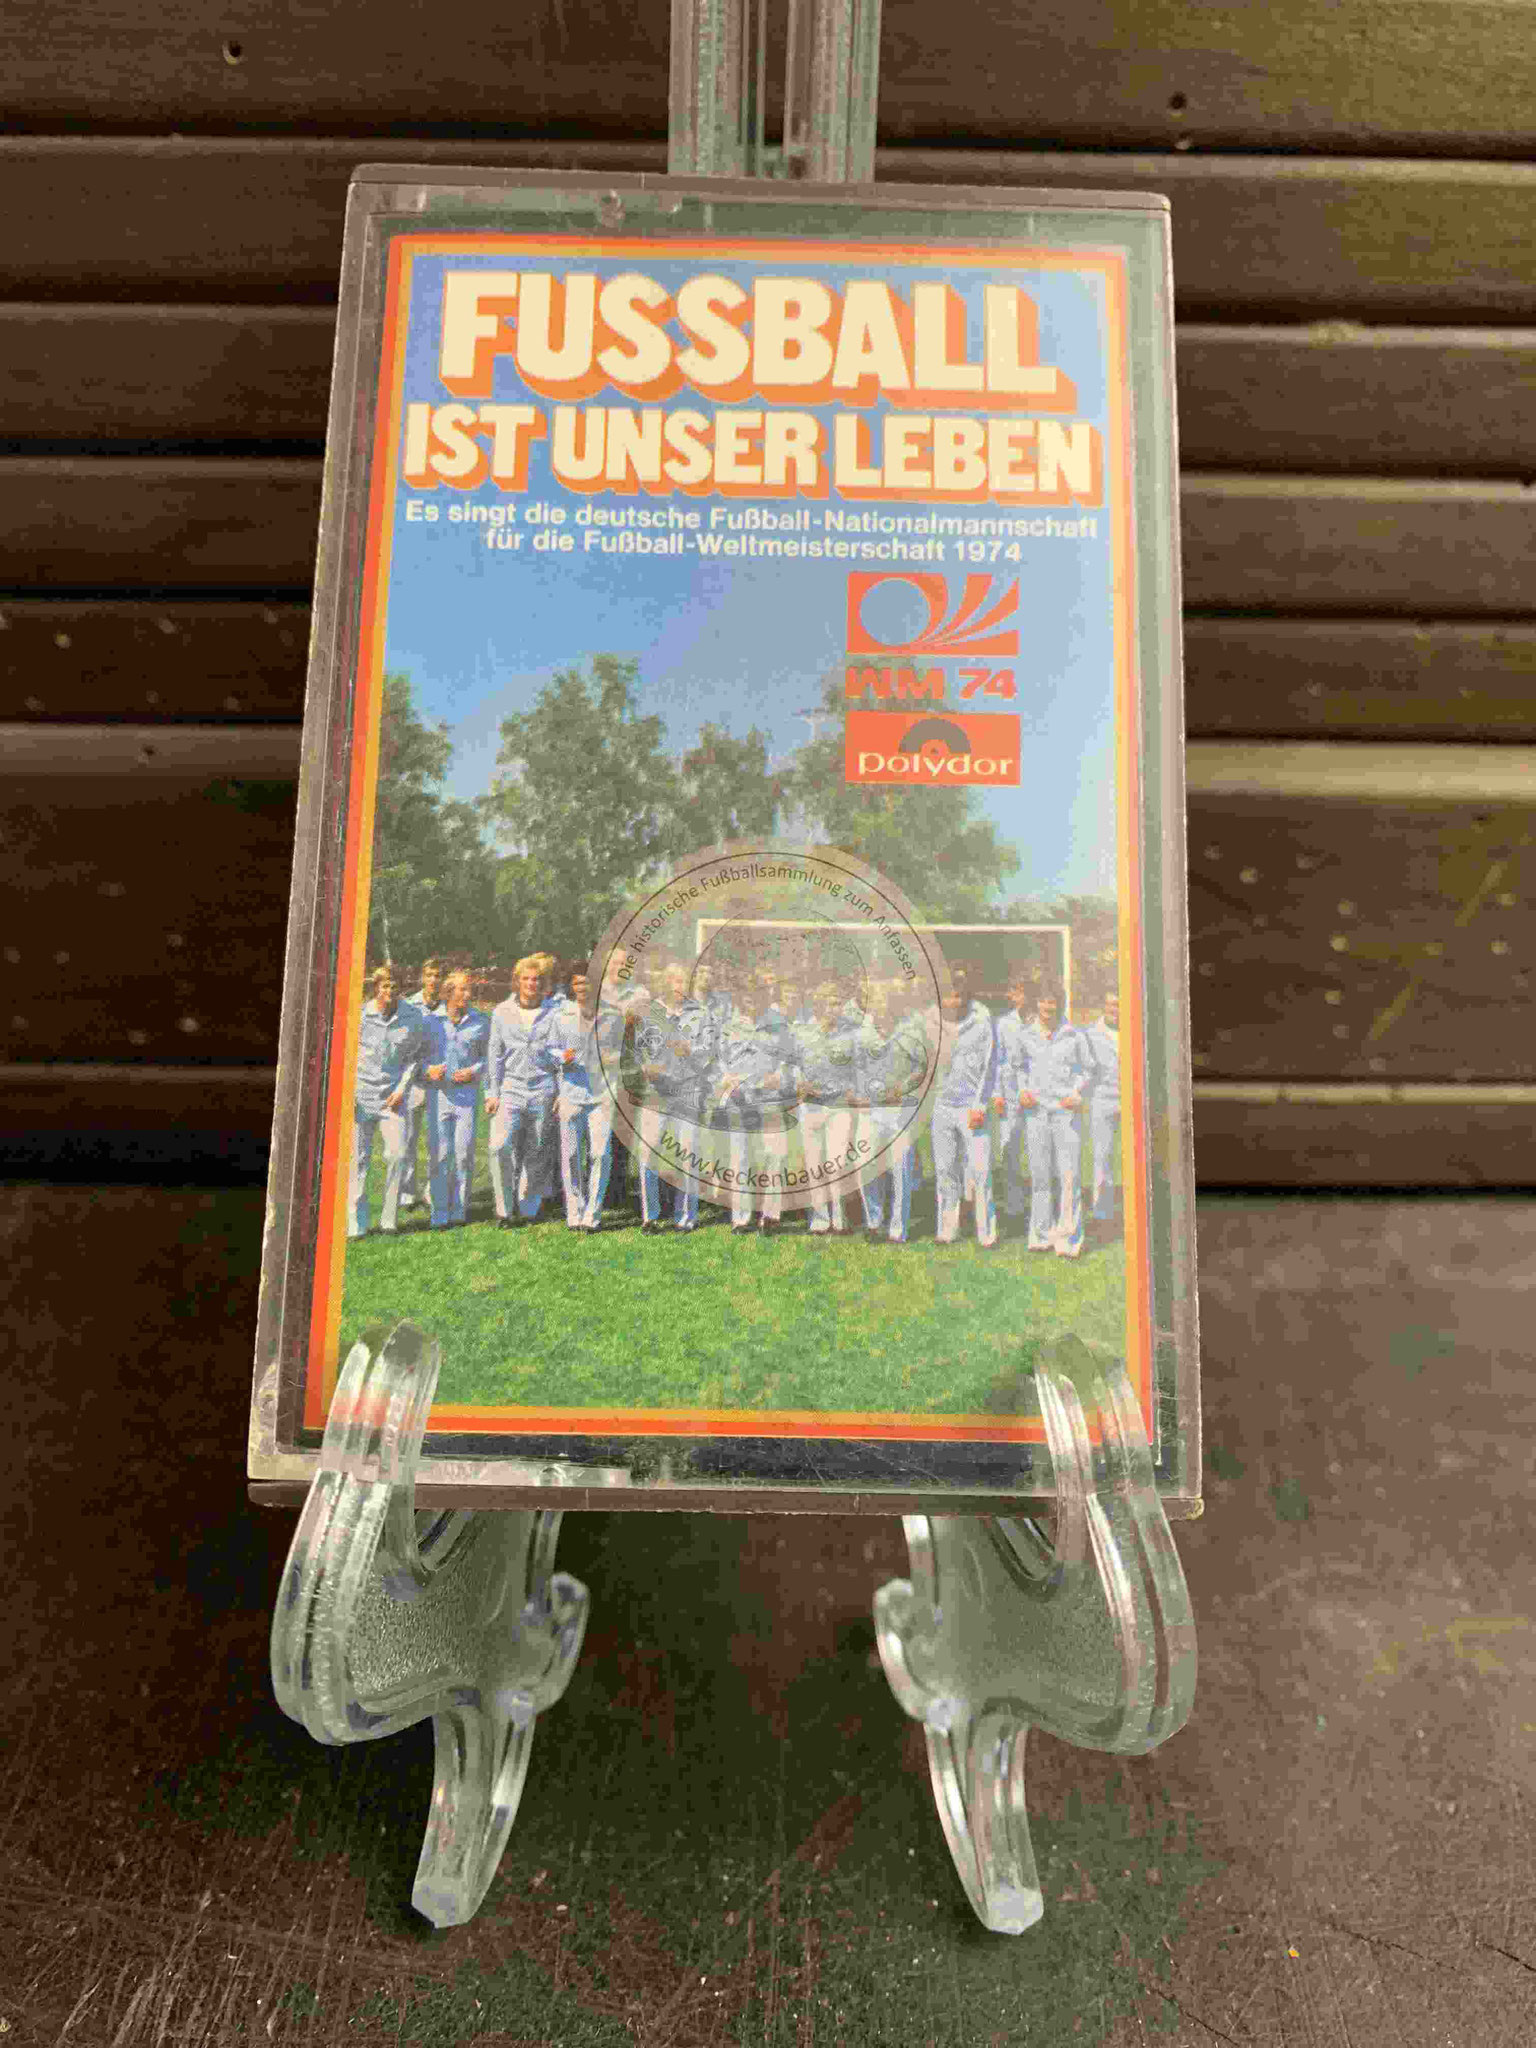 FUSSBALL
IST UNSER LEBEN
Es singt die deutsche Fußball-Nationalmannschaft
für die Fußball-Weltmeisterschaft 1974
WM 74
polydor
Die historische Fußballsammlung zum Anfassen
www.keckenbauer.de